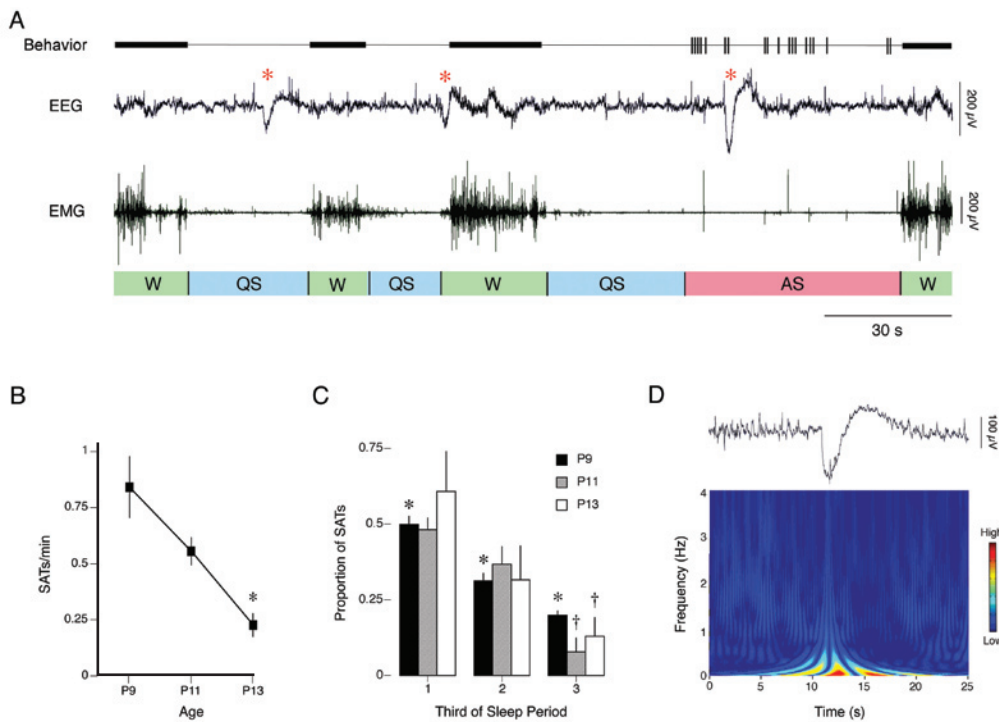 A
Behavior
* * *
EEG
200 µV
EMG
200 µV
W QS W QS W QS AS W
30 s
B
SATs/min
1
0.75
0.5
0.25
0
*
P9 P11 P13
Age
C
Proportion of SATs
0.75
0.5
0.25
0
P9
P11
P13
*
*
* † †
1 2 3
Third of Sleep Period
D
100 µV
Frequency (Hz)
4
3
2
1
0
High
Low
0 5 10 15 20 25
Time (s)